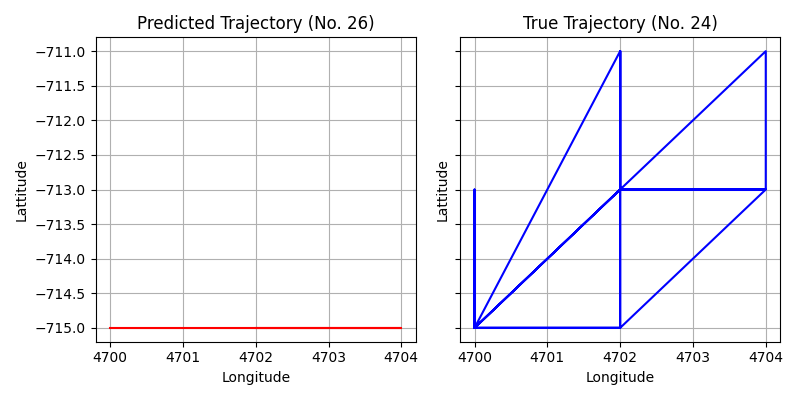 Predicted Trajectory (No. 26)
True Trajectory (No. 24)
Lattitude
−711.0
−711.5
−712.0
−712.5
−713.0
−713.5
−714.0
−714.5
−715.0
4700 4701 4702 4703 4704
Longitude
Lattitude
4700 4701 4702 4703 4704
Longitude